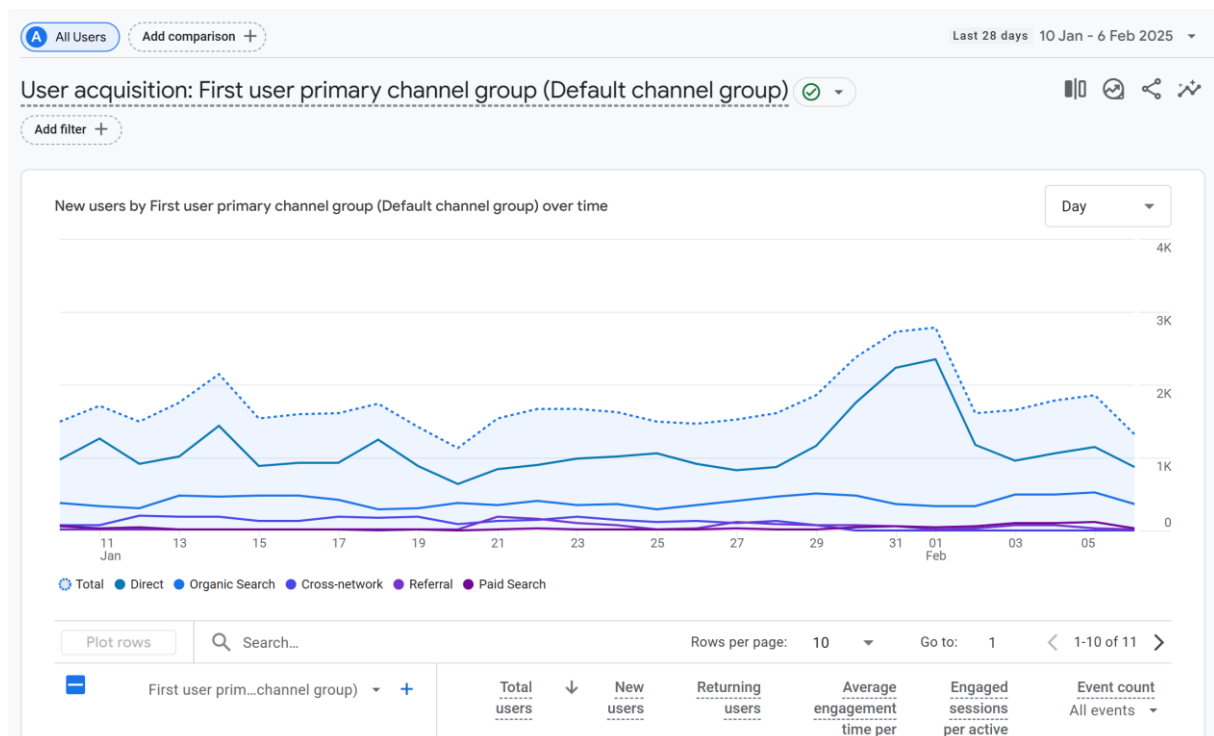 A All Users Add comparison + Last 28 days 10 Jan - 6 Feb 2025
User acquisition: First user primary channel group (Default channel group)
Add filter +
New users by First user primary channel group (Default channel group) over time Day
4K
3K
2K
1K
0
11 13 15 17 19 21 23 25 27 29 31 01 03 05
Jan Feb
Total Direct Organic Search Cross-network Referral Paid Search
Plot rows Search... Rows per page: 10 Go to: 1 1-10 of 11
First user prim...channel group) + Total New Returning Average Engaged Event count
users users users engagement sessions All events
time per per active